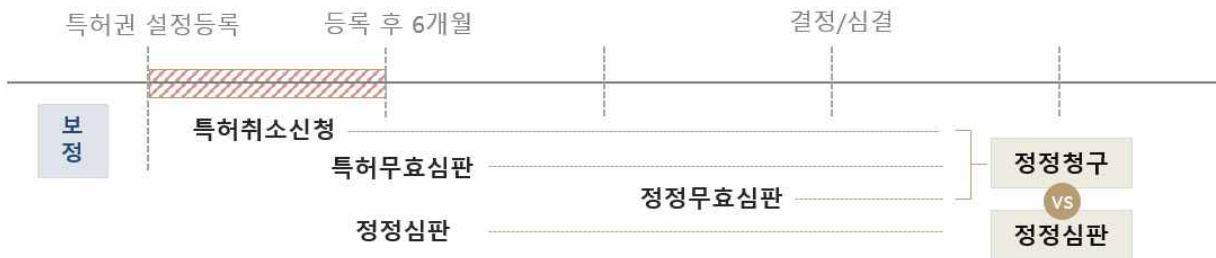 특허권 설정등록
등록 후 6개월
결정/심결
보
정
특허취소신청
특허무효심판
정정청구
정정무효심판
VS
정정심판
정정심판